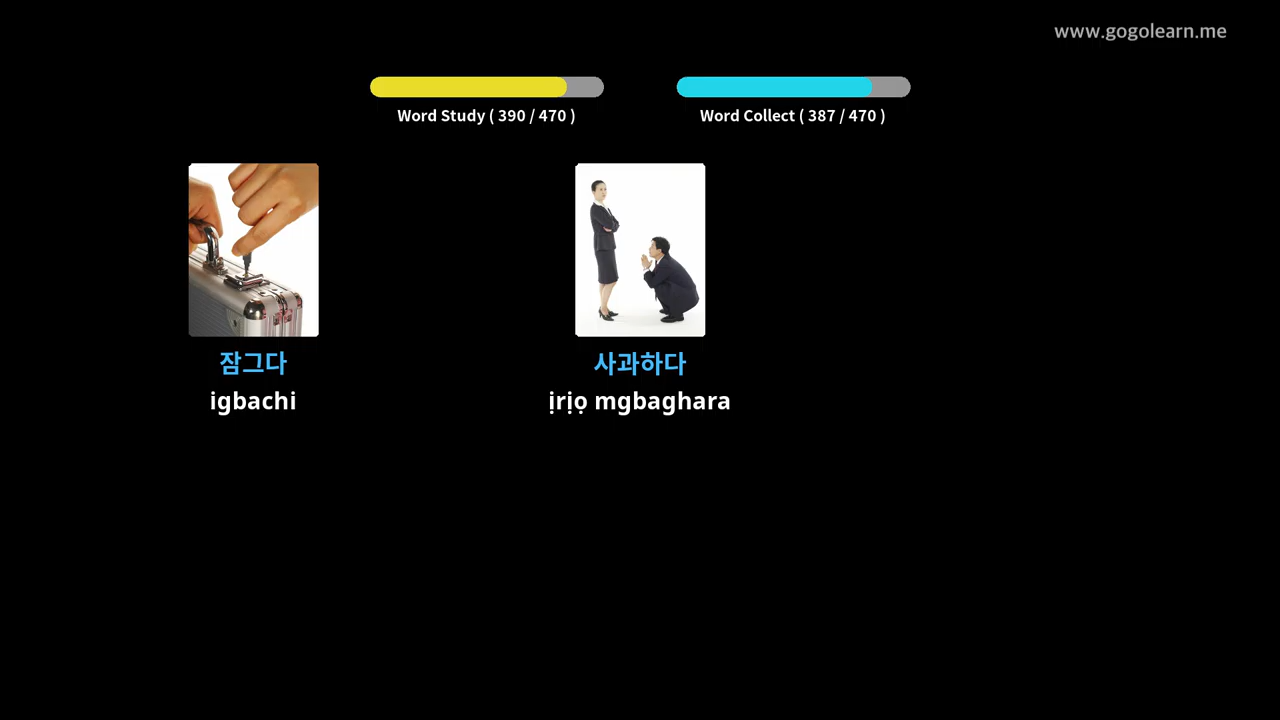 www.gogolearn.me
Word Study ( 390 / 470 )
Word Collect ( 387 / 470 )
잠그다
사과하다
igbachi
ịrịọ mgbaghara